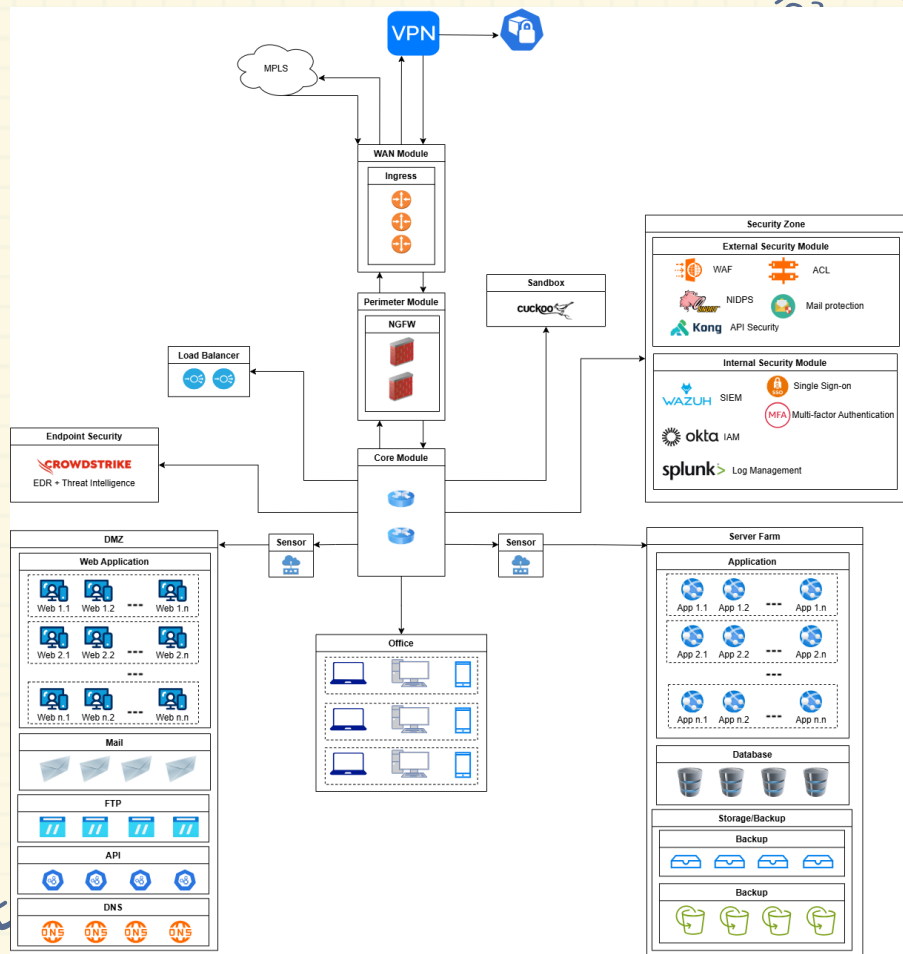 VPN
MPLS
WAN Module
Ingress
Security Zone
External Security Module
WAF
ACL
NIDPS
Mail protection
Kong API Security
Internal Security Module
WAZUH SIEM
SSO Single Sign-on
MFA Multi-factor Authentication
okta IAM
splunk> Log Management
Sandbox
cuckoo
Perimeter Module
NGFW
Load Balancer
Endpoint Security
CROWDSTRIKE
EDR + Threat Intelligence
Core Module
Sensor
Sensor
DMZ
Web Application
Web 1.1 Web 1.2 --- Web 1.n
Web 2.1 Web 2.2 --- Web 2.n
---
Web n.1 Web n.2 --- Web n.n
Mail
FTP
API
DNS
DNS DNS DNS DNS
Office
Server Farm
Application
App 1.1 App 1.2 --- App 1.n
App 2.1 App 2.2 --- App 2.n
---
App n.1 App n.2 --- App n.n
Database
Storage/Backup
Backup
Backup